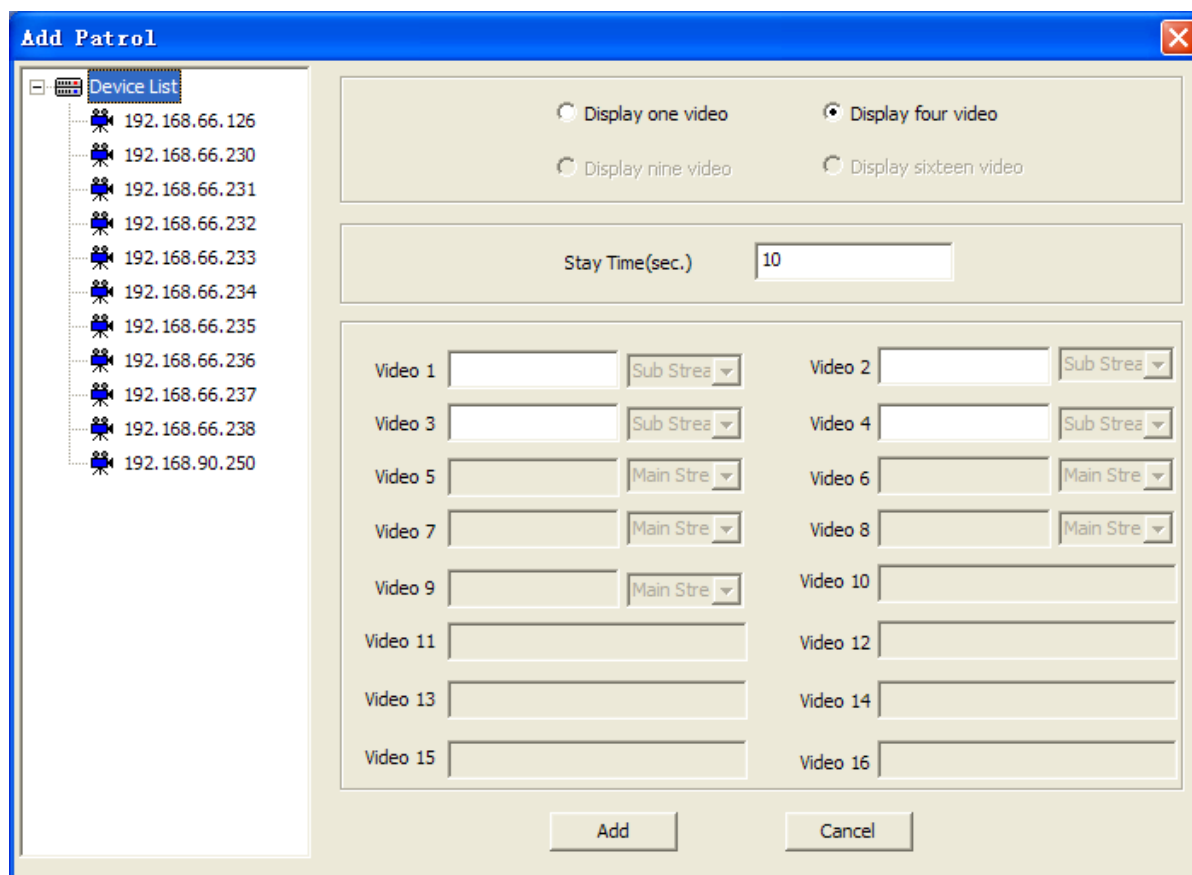 Add Patrol
Device List
192.168.66.126
192.168.66.230
192.168.66.231
192.168.66.232
192.168.66.233
192.168.66.234
192.168.66.235
192.168.66.236
192.168.66.237
192.168.66.238
192.168.90.250
Display one video
Display four video
Display nine video
Display sixteen video
Stay Time(sec.)
10
Video 1
Sub Strea
Video 2
Sub Strea
Video 3
Sub Strea
Video 4
Sub Strea
Video 5
Main Stre
Video 6
Main Stre
Video 7
Main Stre
Video 8
Main Stre
Video 9
Main Stre
Video 10
Video 11
Video 12
Video 13
Video 14
Video 15
Video 16
Add
Cancel